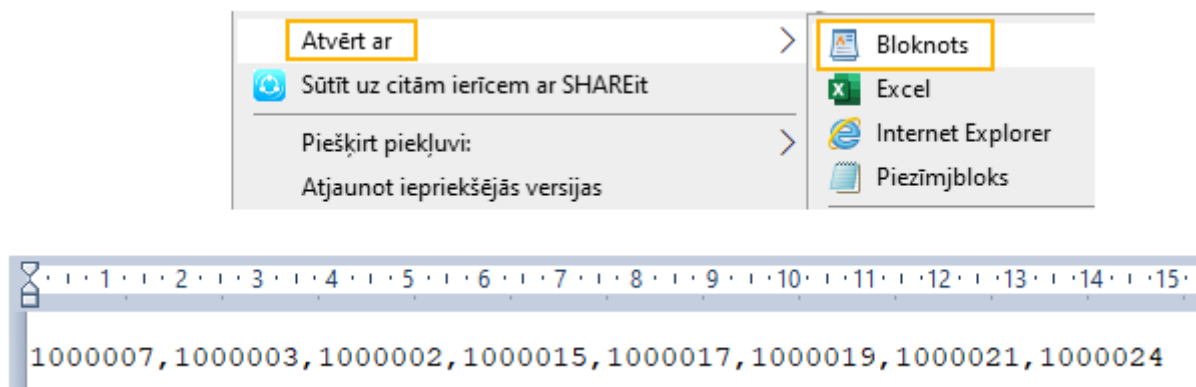 Atvērt ar
Sūtīt uz citām ierīcem ar SHAREit
Piešķirt piekļuvi:
Atjaunot iepriekšējās versijas
Bloknots
Excel
Internet Explorer
Piezīmjbloks
1 2 3 4 5 6 7 8 9 10 11 12 13 14 15
1000007,1000003,1000002,1000015,1000017,1000019,1000021,1000024